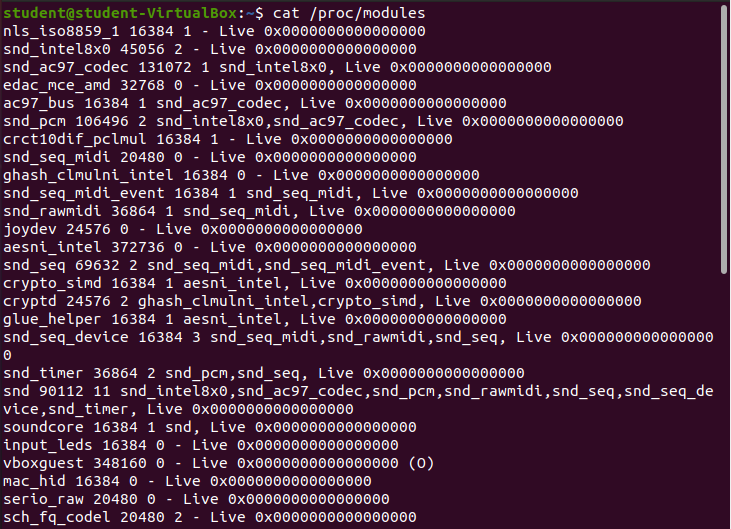 student@student-VirtualBox:~$ cat /proc/modules
nls_iso8859_1 16384 1 - Live 0x0000000000000000
snd_intel8x0 45056 2 - Live 0x0000000000000000
snd_ac97_codec 131072 1 snd_intel8x0, Live 0x0000000000000000
edac_mce_amd 32768 0 - Live 0x0000000000000000
ac97_bus 16384 1 snd_ac97_codec, Live 0x0000000000000000
snd_pcm 106496 2 snd_intel8x0,snd_ac97_codec, Live 0x0000000000000000
crct10dif_pclmul 16384 1 - Live 0x0000000000000000
snd_seq_midi 20480 0 - Live 0x0000000000000000
ghash_clmulni_intel 16384 0 - Live 0x0000000000000000
snd_seq_midi_event 16384 1 snd_seq_midi, Live 0x0000000000000000
snd_rawmidi 36864 1 snd_seq_midi, Live 0x0000000000000000
joydev 24576 0 - Live 0x0000000000000000
aesni_intel 372736 0 - Live 0x0000000000000000
snd_seq 69632 2 snd_seq_midi,snd_seq_midi_event, Live 0x0000000000000000
crypto_simd 16384 1 aesni_intel, Live 0x0000000000000000
cryptd 24576 2 ghash_clmulni_intel,crypto_simd, Live 0x0000000000000000
glue_helper 16384 1 aesni_intel, Live 0x0000000000000000
snd_seq_device 16384 3 snd_seq_midi,snd_rawmidi,snd_seq, Live 0x000000000000000
0
snd_timer 36864 2 snd_pcm,snd_seq, Live 0x0000000000000000
snd 90112 11 snd_intel8x0,snd_ac97_codec,snd_pcm,snd_rawmidi,snd_seq,snd_seq_de
vice,snd_timer, Live 0x0000000000000000
soundcore 16384 1 snd, Live 0x0000000000000000
input_leds 16384 0 - Live 0x0000000000000000
vboxguest 348160 0 - Live 0x0000000000000000 (O)
mac_hid 16384 0 - Live 0x0000000000000000
serio_raw 20480 0 - Live 0x0000000000000000
sch_fq_codel 20480 2 - Live 0x0000000000000000